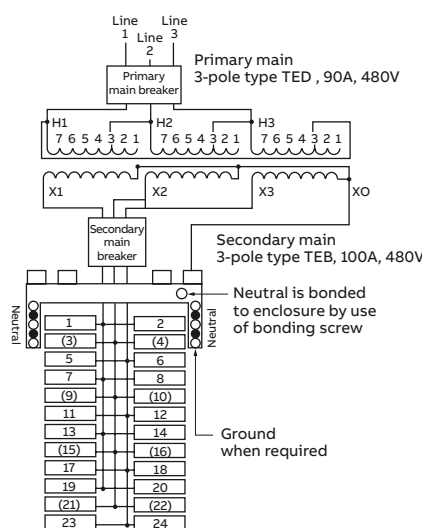 Line 1
Line 2
Line 3
Primary main
3-pole type TED , 90A, 480V
Primary
main breaker
H1
H2
H3
7 6 5 4 3 2 1
7 6 5 4 3 2 1
7 6 5 4 3 2 1
X1
X2
X3
XO
Secondary
main
breaker
Secondary main
3-pole type TEB, 100A, 480V
Neutral is bonded
to enclosure by use
of bonding screw
Neutral
Neutral
1 2
(3) (4)
5 6
7 8
(9) (10)
11 12
13 14
(15) (16)
17 18
19 20
(21) (22)
23 24
Ground
when required